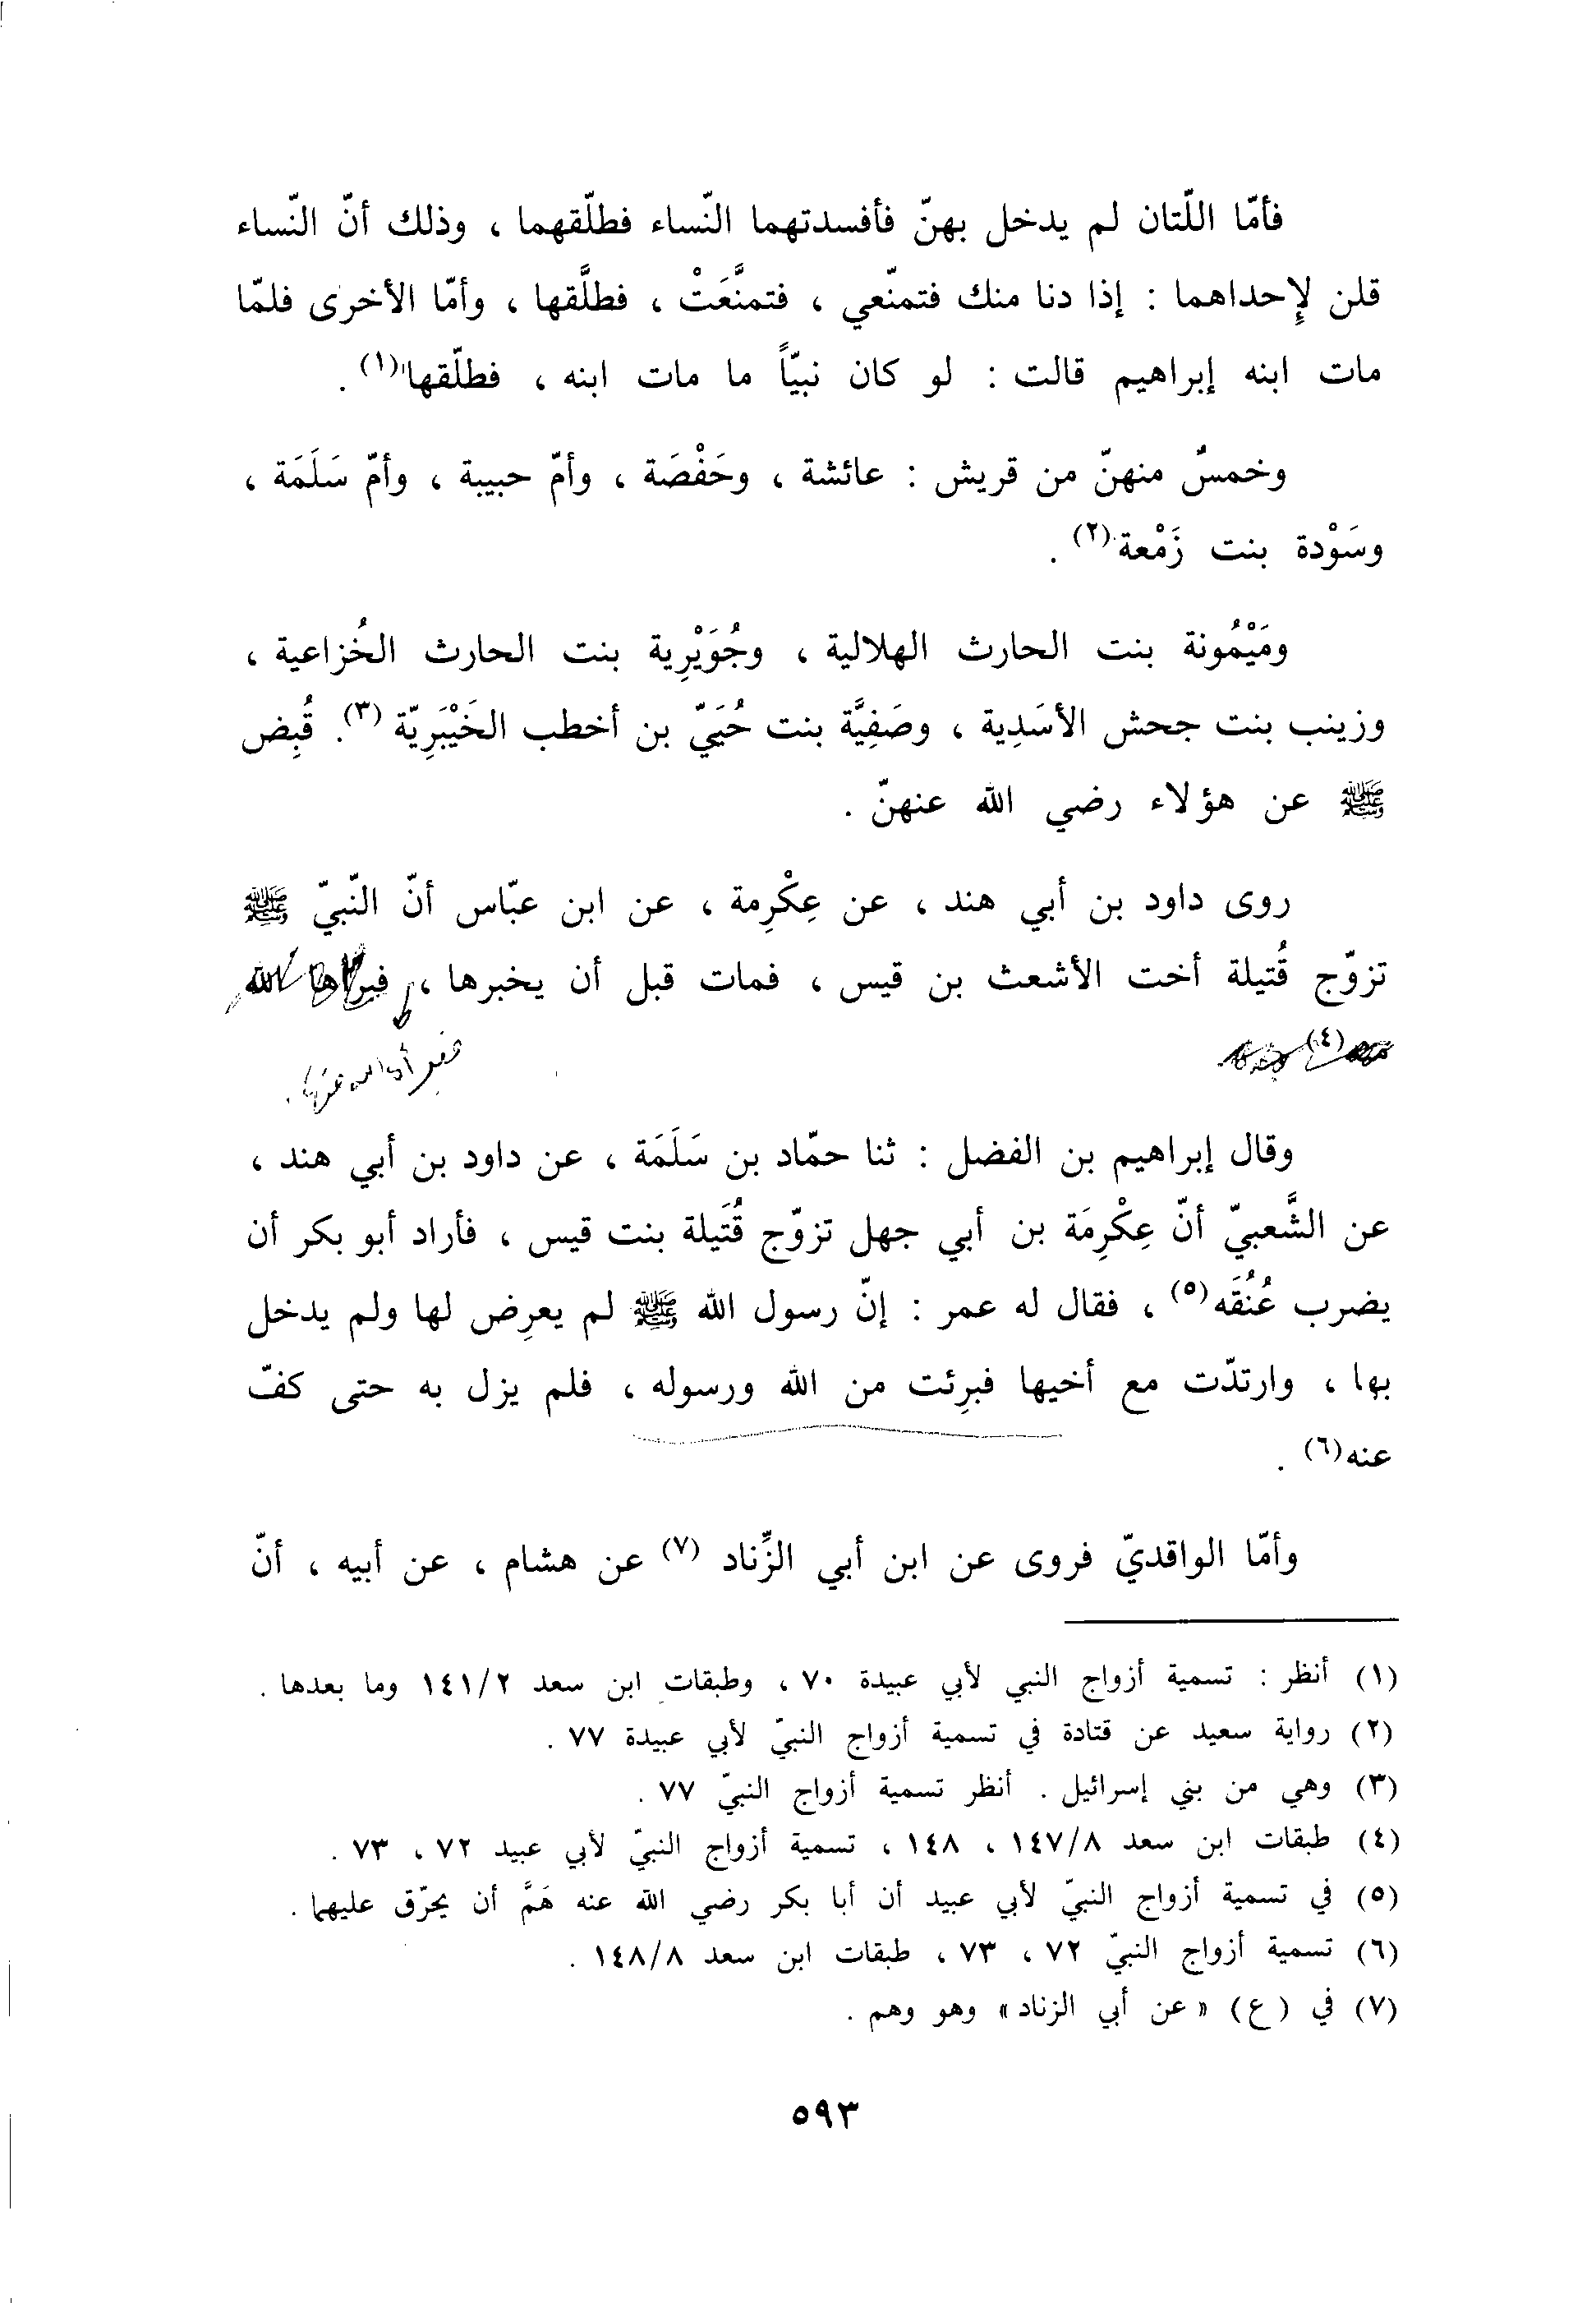 فأمّا اللّتان لم يدخل بهنّ فأفسدتهما النّساء فطلّقهما ، وذلك أنّ النّساء
قلن لإِحداهما : إذا دنا منك فتمنّعي ، فتمنَّعَتْ ، فطلَّقها ، وأمّا الأخرى فلمّا
مات ابنه إبراهيم قالت : لو كان نبيّاً ما مات ابنه ، فطلّقها(١) .
وخمسٌ منهنّ من قريش : عائشة ، وحَفْصَة ، وأمّ حبيبة ، وأمّ سَلَمَة ،
وسَوْدة بنت زَمْعة(٢) .
ومَيْمُونة بنت الحارث الهلالية ، وجُوَيْرِية بنت الحارث الخُزاعية ،
وزينب بنت جحش الأسَدِية ، وصَفِيَّة بنت حُيَيّ بن أخطب الخَيْبَرِيّة (٣). قُبِض
ﷺ عن هؤلاء رضي الله عنهنّ .
روى داود بن أبي هند ، عن عِكْرِمة ، عن ابن عبّاس أنّ النّبيّ ﷺ
تزوّج قُتيلة أخت الأشعث بن قيس ، فمات قبل أن يخبرها ، فبرأها الله
(٤)
فبرأها الله عنها .
وقال إبراهيم بن الفضل : ثنا حمّاد بن سَلَمَة ، عن داود بن أبي هند ،
عن الشَّعبيّ أنّ عِكْرِمَة بن أبي جهل تزوّج قُتَيلة بنت قيس ، فأراد أبو بكر أن
يضرب عُنُقَه(٥) ، فقال له عمر : إنّ رسول الله ﷺ لم يعرِض لها ولم يدخل
بها ، وارتدّت مع أخيها فبرِئت من الله ورسوله ، فلم يزل به حتى كفّ
عنه(٦) .
وأمّا الواقديّ فروى عن ابن أبي الزِّناد (٧) عن هشام ، عن أبيه ، أنّ
(١) أنظر : تسمية أزواج النبي لأبي عبيدة ٧٠ ، وطبقات ابن سعد ١٤١/٢ وما بعدها .
(٢) رواية سعيد عن قتادة في تسمية أزواج النبيّ لأبي عبيدة ٧٧ .
(٣) وهي من بني إسرائيل . أنظر تسمية أزواج النبيّ ٧٧ .
(٤) طبقات ابن سعد ١٤٧/٨ ، ١٤٨ ، تسمية أزواج النبيّ لأبي عبيد ٧٢ ، ٧٣ .
(٥) في تسمية أزواج النبيّ لأبي عبيد أن أبا بكر رضي الله عنه هَمَّ أن يحرّق عليهما .
(٦) تسمية أزواج النبيّ ٧٢ ، ٧٣ ، طبقات ابن سعد ١٤٨/٨ .
(٧) في (ع) « عن أبي الزناد» وهو وهم .
٥٩٣